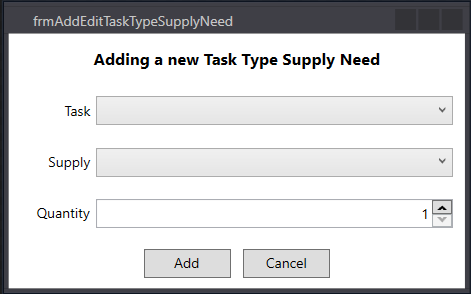 frmAddEditTaskTypeSupplyNeed
Adding a new Task Type Supply Need
Task
Supply
Quantity 1
Add Cancel